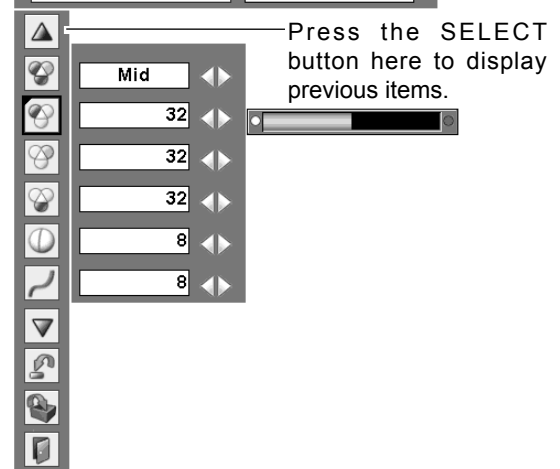 Press the SELECT
button here to display
previous items.
Mid
32
32
32
8
8